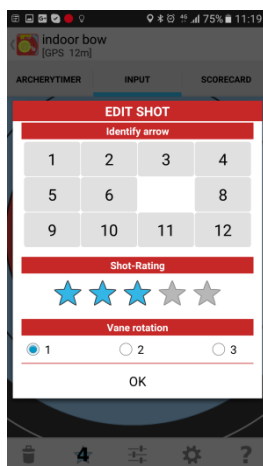 75% 11:19
indoor bow
[GPS 12m]
ARCHERYTIMER INPUT SCORECARD
EDIT SHOT
Identify arrow
1 2 3 4
5 6 8
9 10 11 12
Shot-Rating
Vane rotation
1 2 3
OK
4 ?